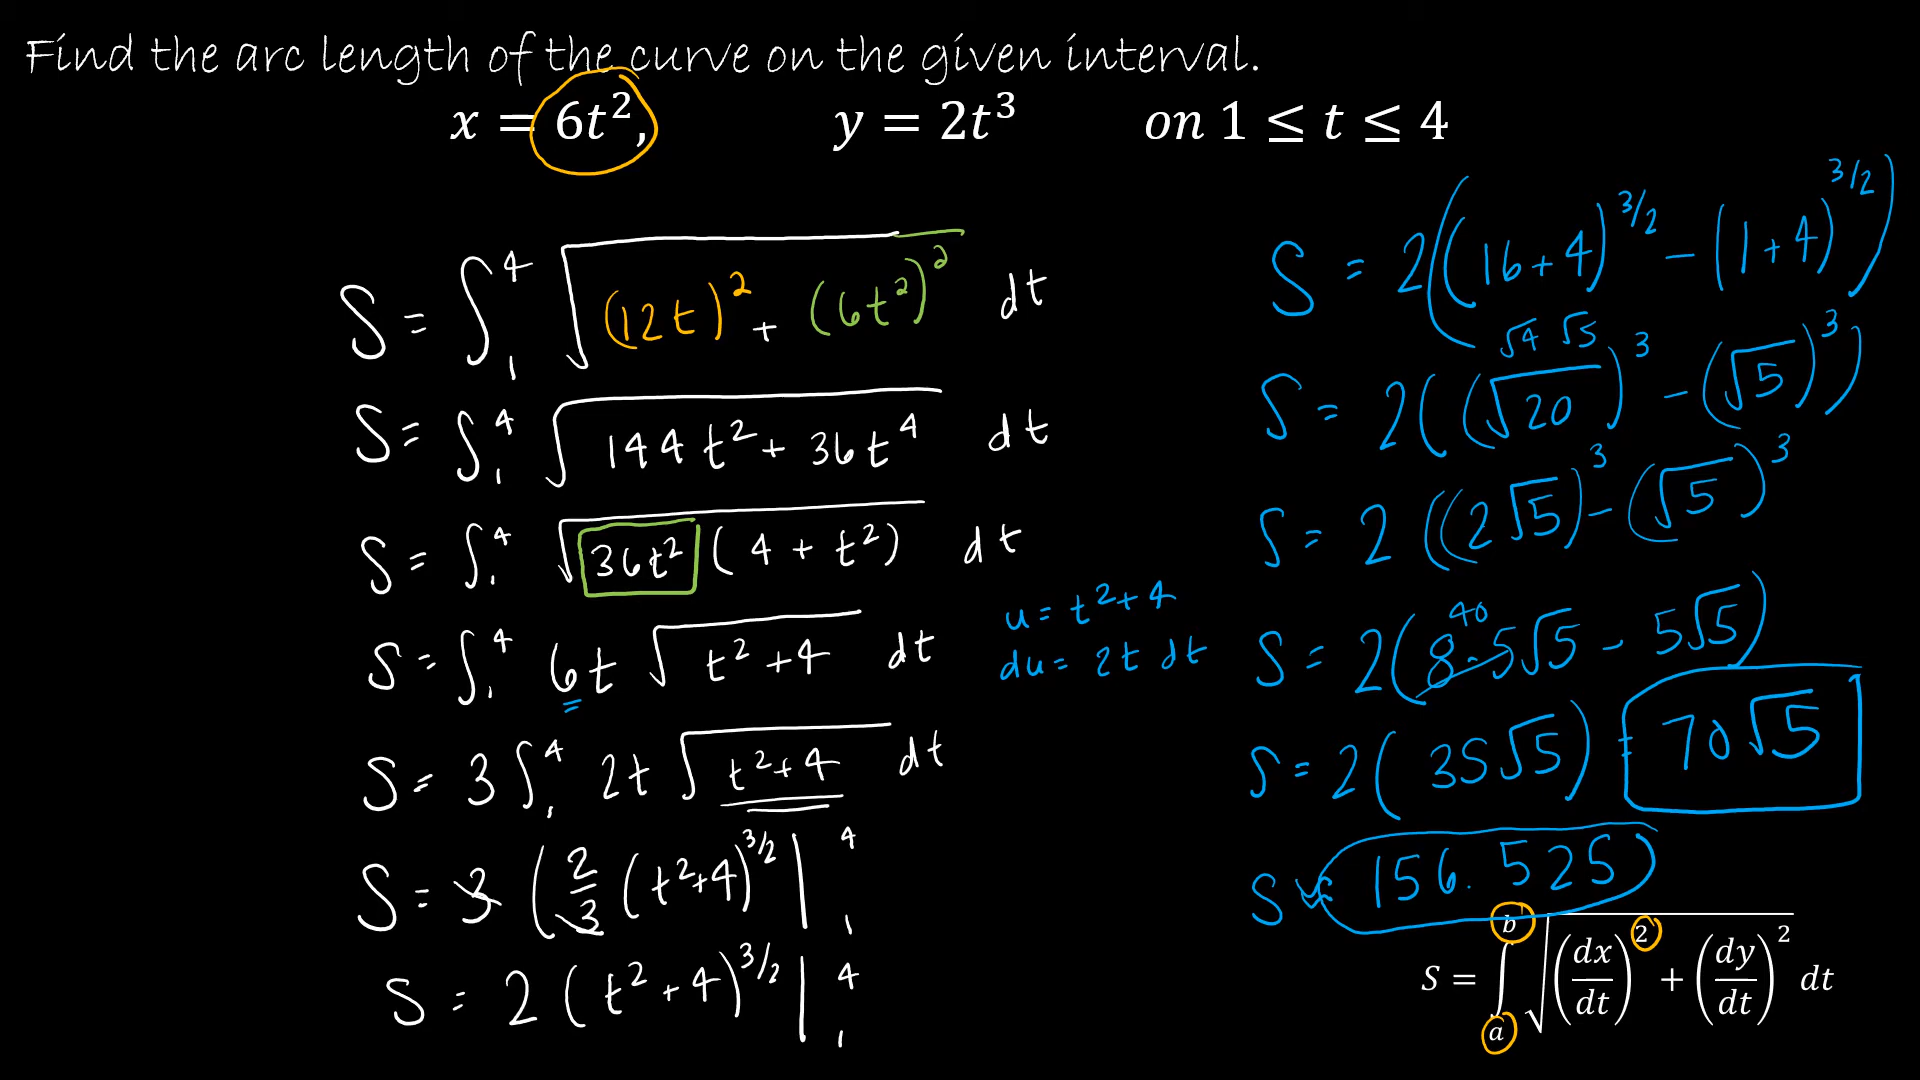 Find the arc length of the curve on the given interval.
x = 6t², y = 2t³ on 1 ≤ t ≤ 4
S = ∫₁⁴ √((12t)² + (6t²)²) dt
S = ∫₁⁴ √(144t² + 36t⁴) dt
S = ∫₁⁴ √(36t²(4 + t²)) dt
S = ∫₁⁴ 6t √(t² + 4) dt
u = t² + 4
du = 2t dt
S = 3 ∫₁⁴ 2t √(t² + 4) dt
S = 3 (2/3 (t² + 4)^3/2 |₁⁴
S = 2 (t² + 4)^3/2 |₁⁴
S = 2((16 + 4)^3/2 − (1 + 4)^3/2)
√4 √5
S = 2((√20)³ − (√5)³)
S = 2((2√5)³ − (√5)³
40
S = 2(8·5√5 − 5√5)
S = 2(35√5) = 70√5
S ≈ 156.525
S = ∫ₐᵇ √((dx/dt)² + (dy/dt)²) dt